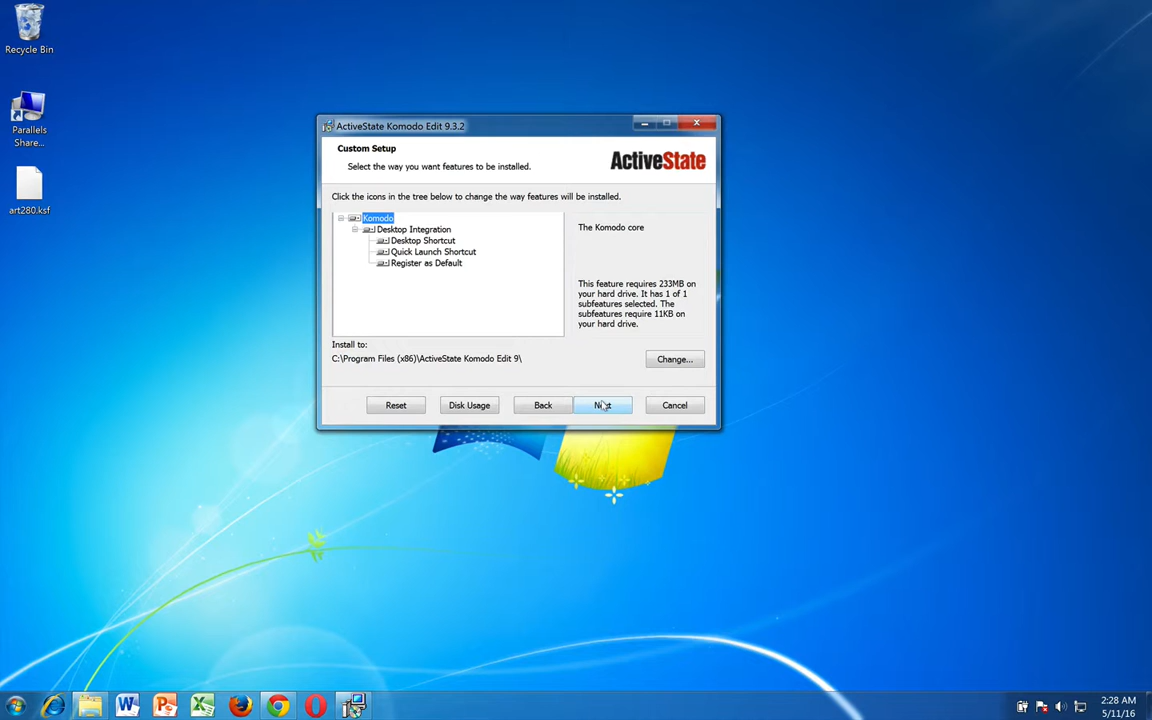 Recycle Bin
Parallels
Share...
art280.ksf
ActiveState Komodo Edit 9.3.2
Custom Setup
Select the way you want features to be installed.
ActiveState
Click the icons in the tree below to change the way features will be installed.
Komodo
Desktop Integration
Desktop Shortcut
Quick Launch Shortcut
Register as Default
The Komodo core
This feature requires 233MB on
your hard drive. It has 1 of 1
subfeatures selected. The
subfeatures require 11KB on
your hard drive.
Install to:
C:\Program Files (x86)\ActiveState Komodo Edit 9\
Change...
Reset
Disk Usage
Back
Next
Cancel
2:28 AM
5/11/16